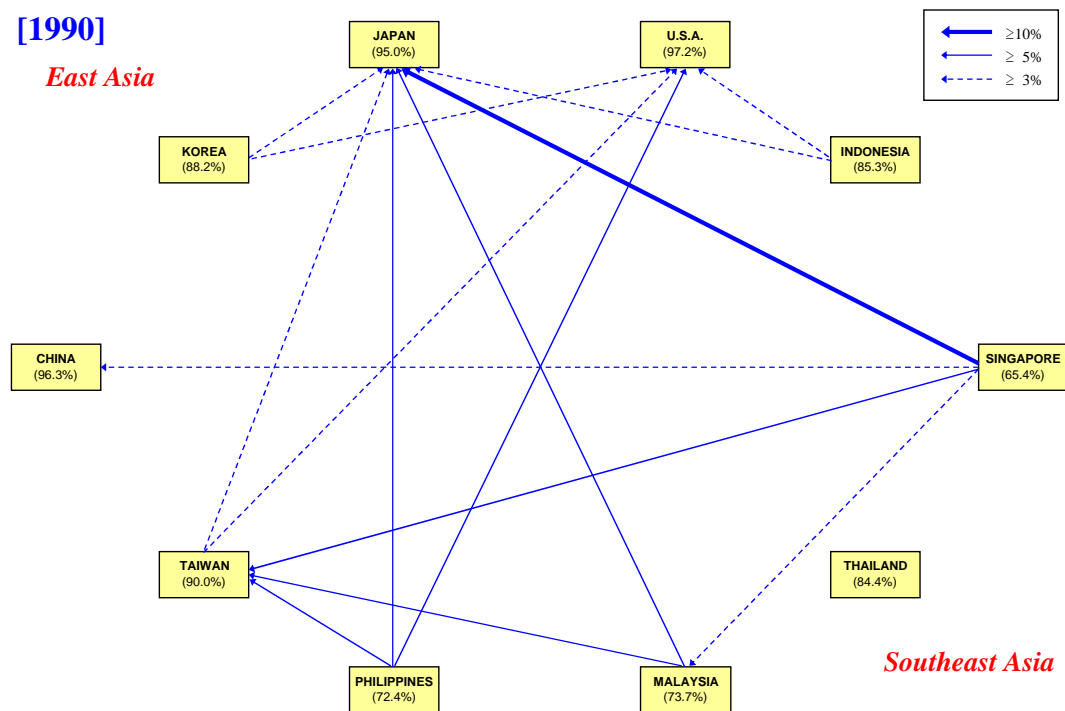 [1990]
East Asia
JAPAN
(95.0%)
U.S.A.
(97.2%)
≥10%
≥ 5%
≥ 3%
KOREA
(88.2%)
INDONESIA
(85.3%)
CHINA
(96.3%)
SINGAPORE
(65.4%)
TAIWAN
(90.0%)
THAILAND
(84.4%)
PHILIPPINES
(72.4%)
MALAYSIA
(73.7%)
Southeast Asia